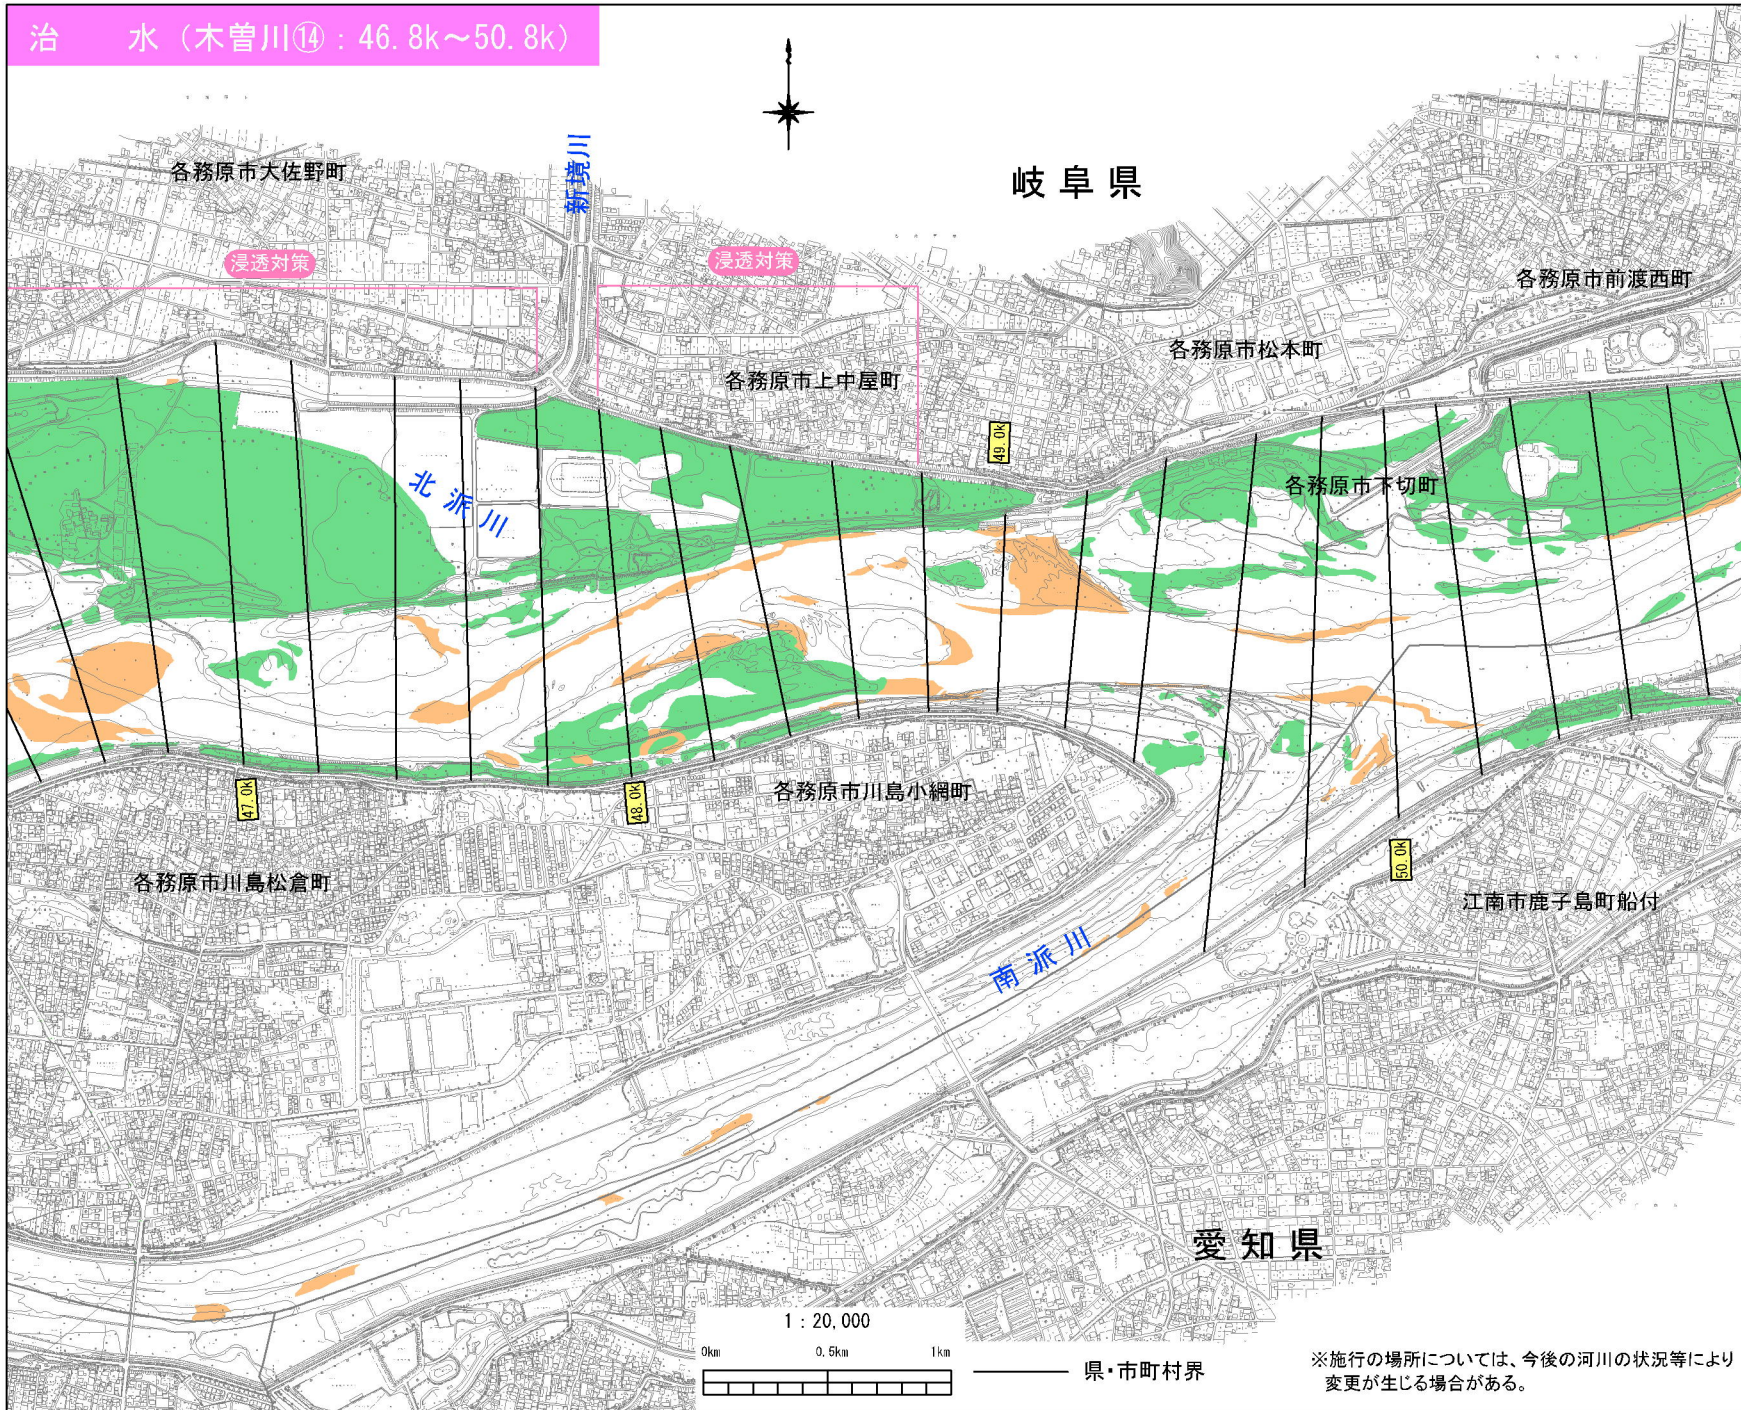 治　水（木曽川⑭：46.8k～50.8k）
岐阜県
新境川
各務原市大佐野町
浸透対策
浸透対策
各務原市前渡西町
各務原市松本町
各務原市上中屋町
49.0k
北派川
各務原市下切町
47.0k
48.0k
各務原市川島小網町
50.0k
各務原市川島松倉町
江南市鹿子島町船付
南派川
愛知県
1：20,000
0km 0.5km 1km
県・市町村界
※施行の場所については、今後の河川の状況等により
変更が生じる場合がある。